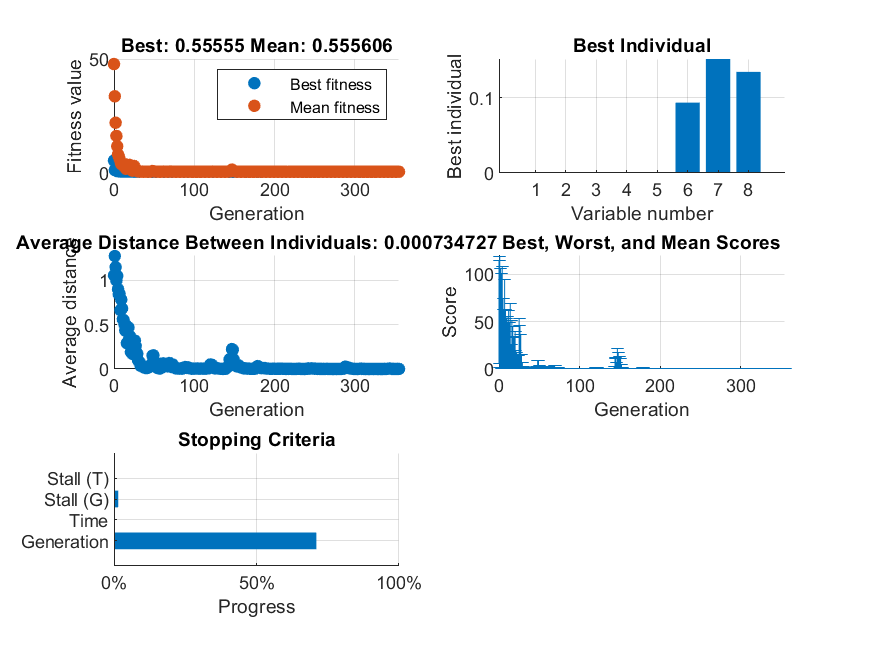 Best: 0.55555 Mean: 0.555606
Fitness value
50
0
Best fitness
Mean fitness
0 100 200 300
Generation
Best Individual
Best individual
0.1
0
1 2 3 4 5 6 7 8
Variable number
Average Distance Between Individuals: 0.000734727
Average distance
1
0.5
0
0 100 200 300
Generation
Best, Worst, and Mean Scores
Score
100
50
0
0 100 200 300
Generation
Stopping Criteria
Stall (T)
Stall (G)
Time
Generation
0% 50% 100%
Progress